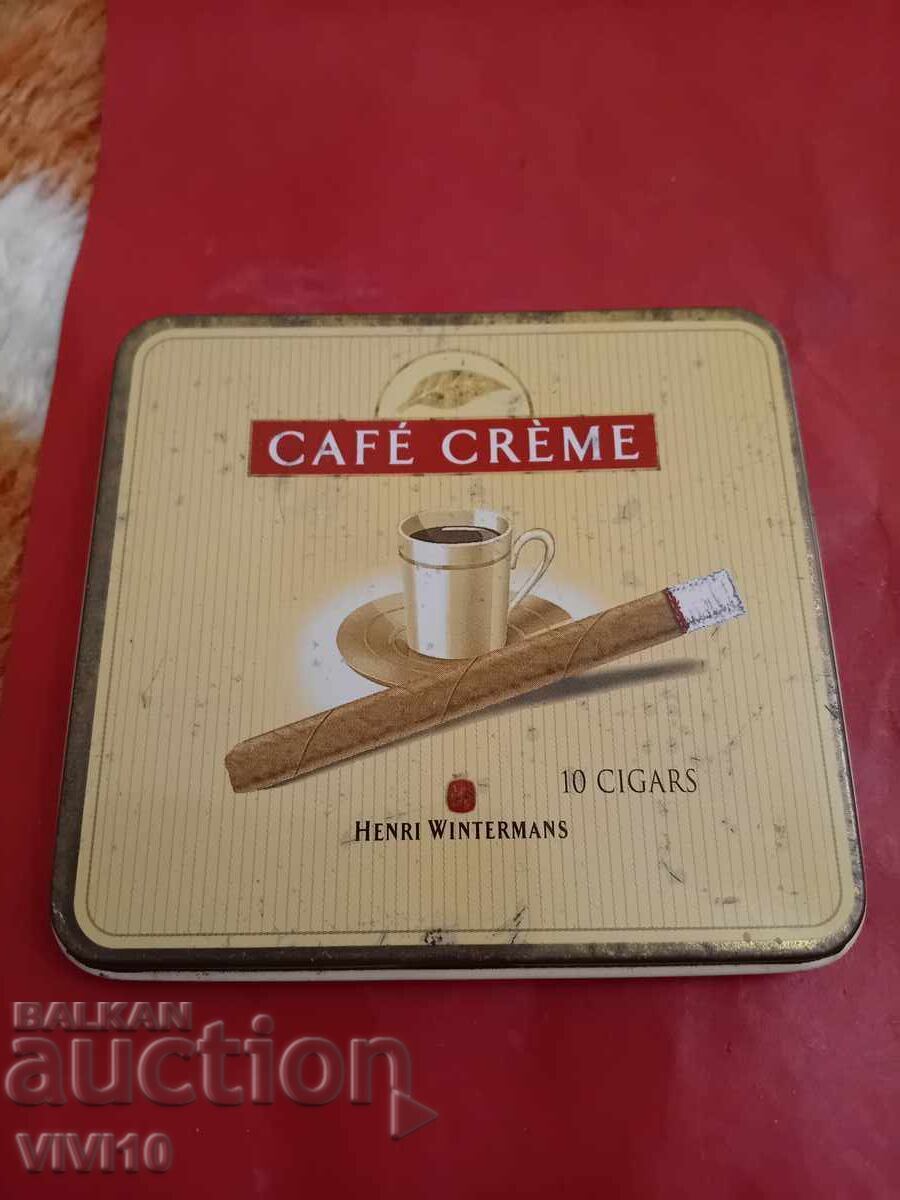 CAFÉ CRÈME
10 CIGARS
HENRI WINTERMANS
BALKAN
auction
VIVI10